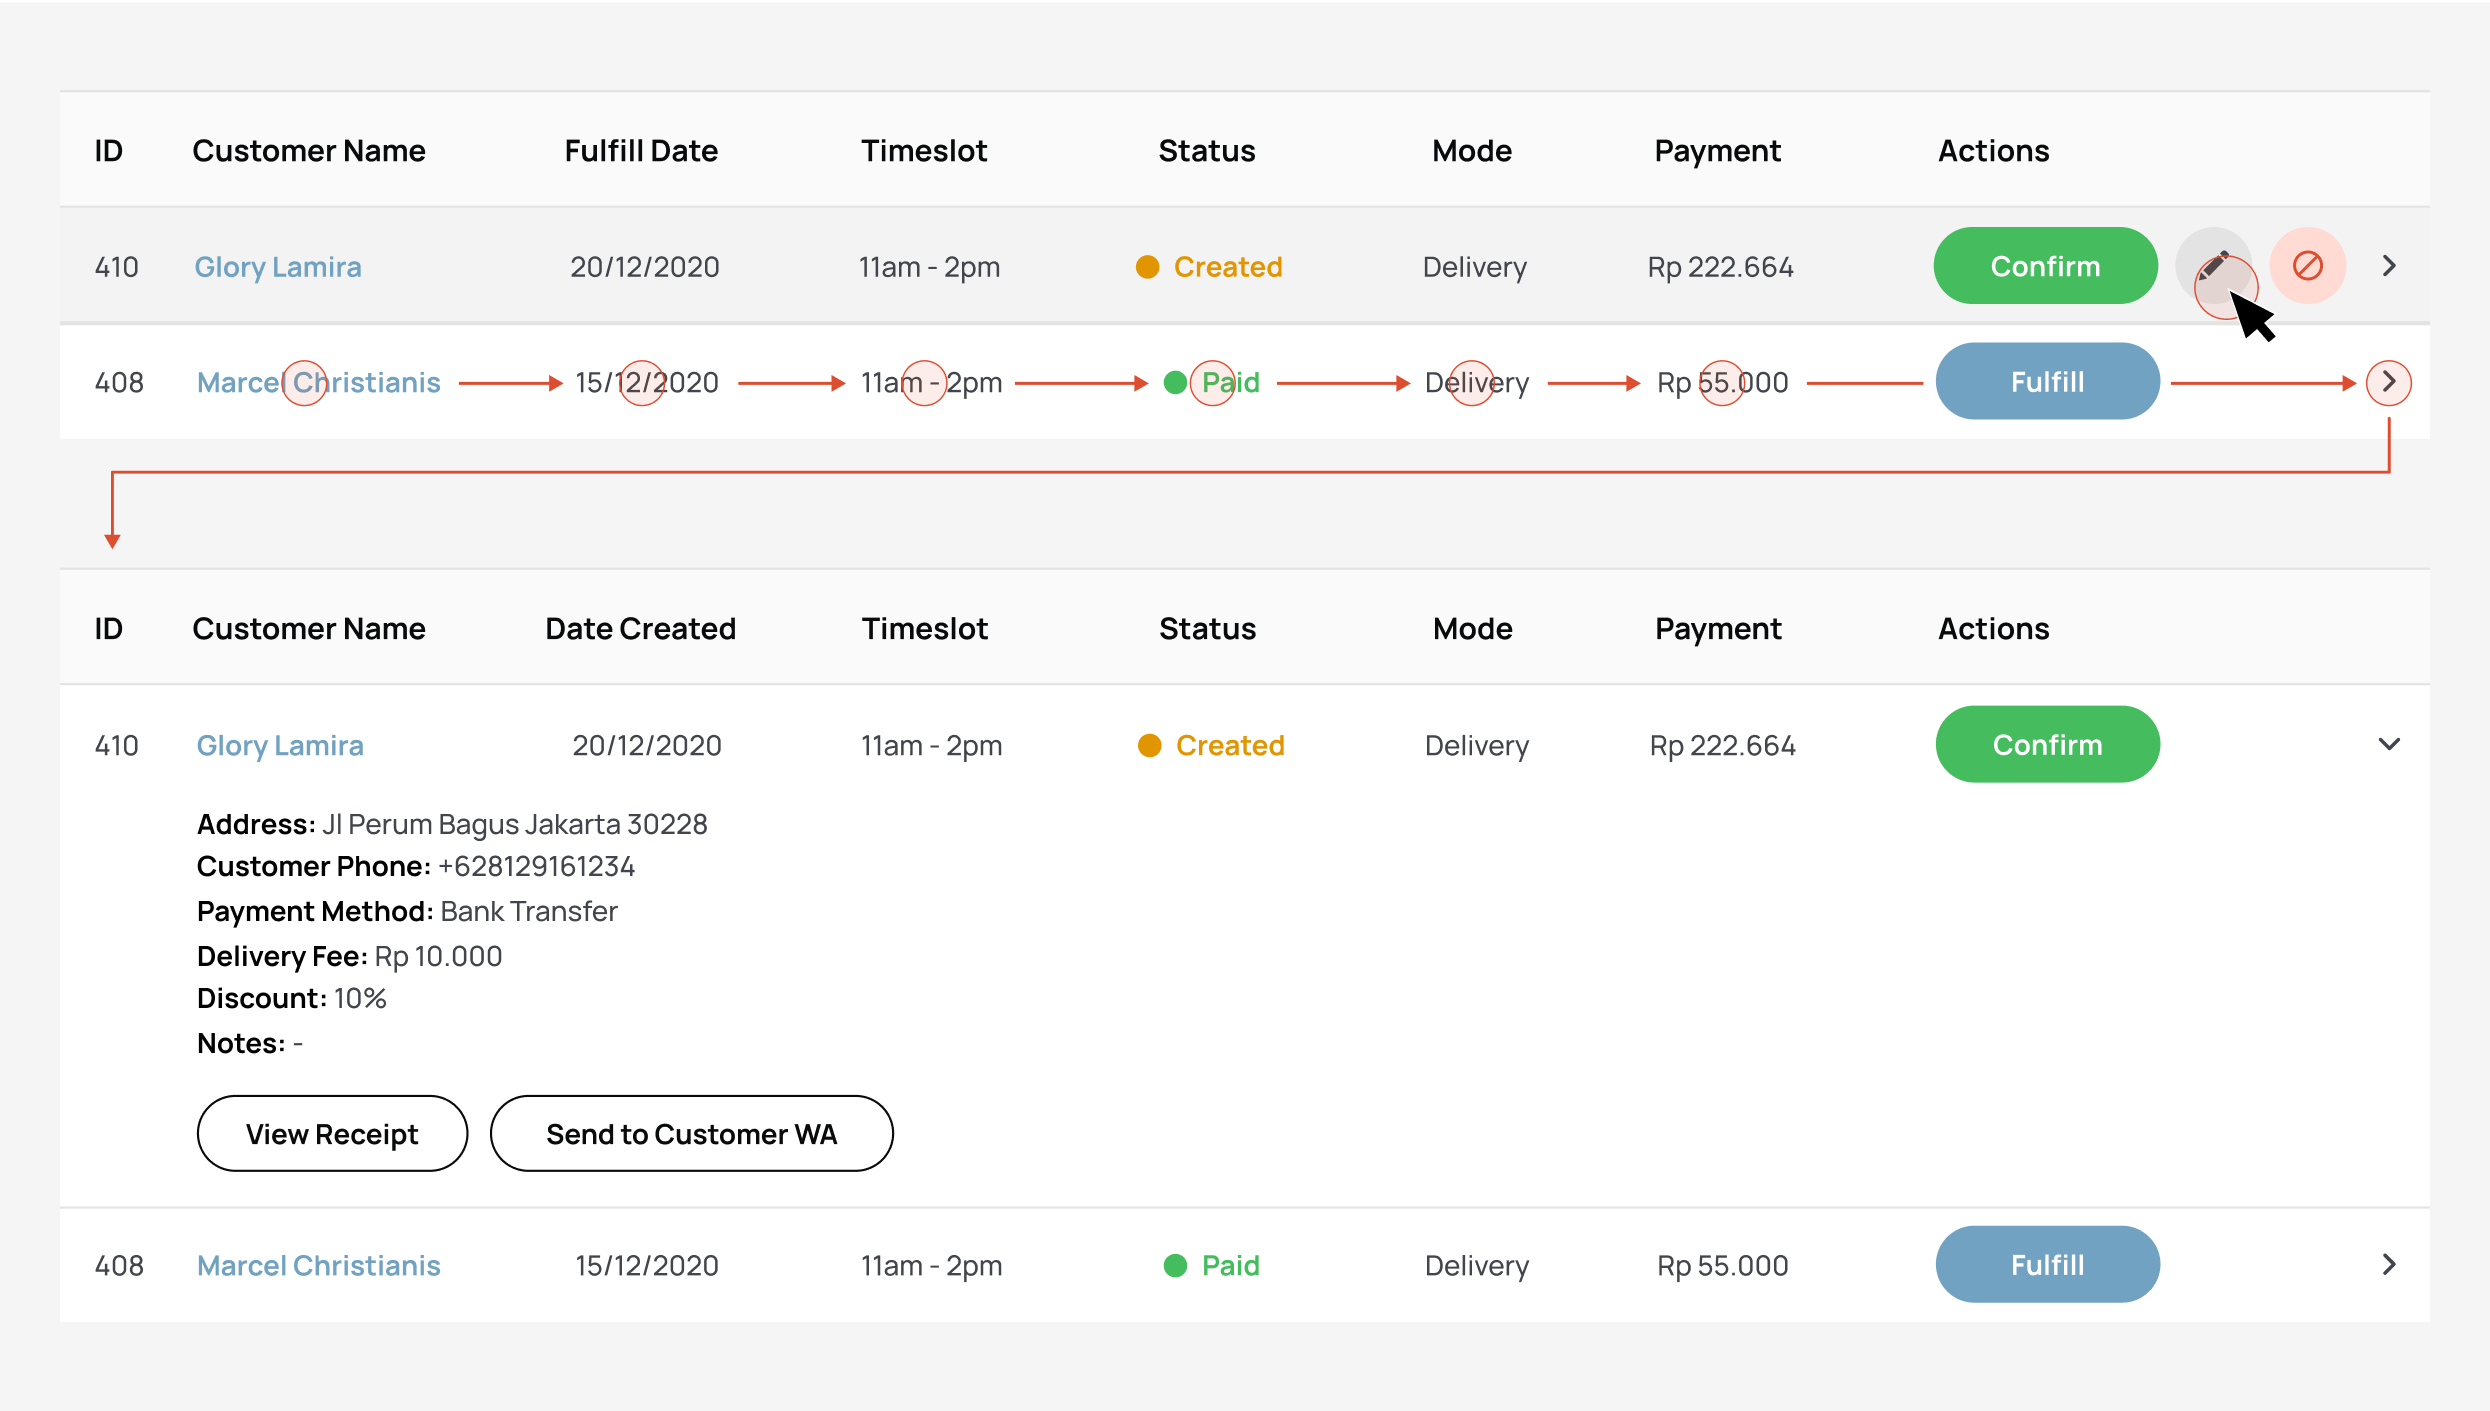 ID Customer Name Fulfill Date Timeslot Status Mode Payment Actions
410 Glory Lamira 20/12/2020 11am - 2pm Created Delivery Rp 222.664 Confirm
408 Marcel Christianis 15/12/2020 11am - 2pm Paid Delivery Rp 55.000 Fulfill
ID Customer Name Date Created Timeslot Status Mode Payment Actions
410 Glory Lamira 20/12/2020 11am - 2pm Created Delivery Rp 222.664 Confirm
Address: Jl Perum Bagus Jakarta 30228
Customer Phone: +628129161234
Payment Method: Bank Transfer
Delivery Fee: Rp 10.000
Discount: 10%
Notes: -
View Receipt Send to Customer WA
408 Marcel Christianis 15/12/2020 11am - 2pm Paid Delivery Rp 55.000 Fulfill